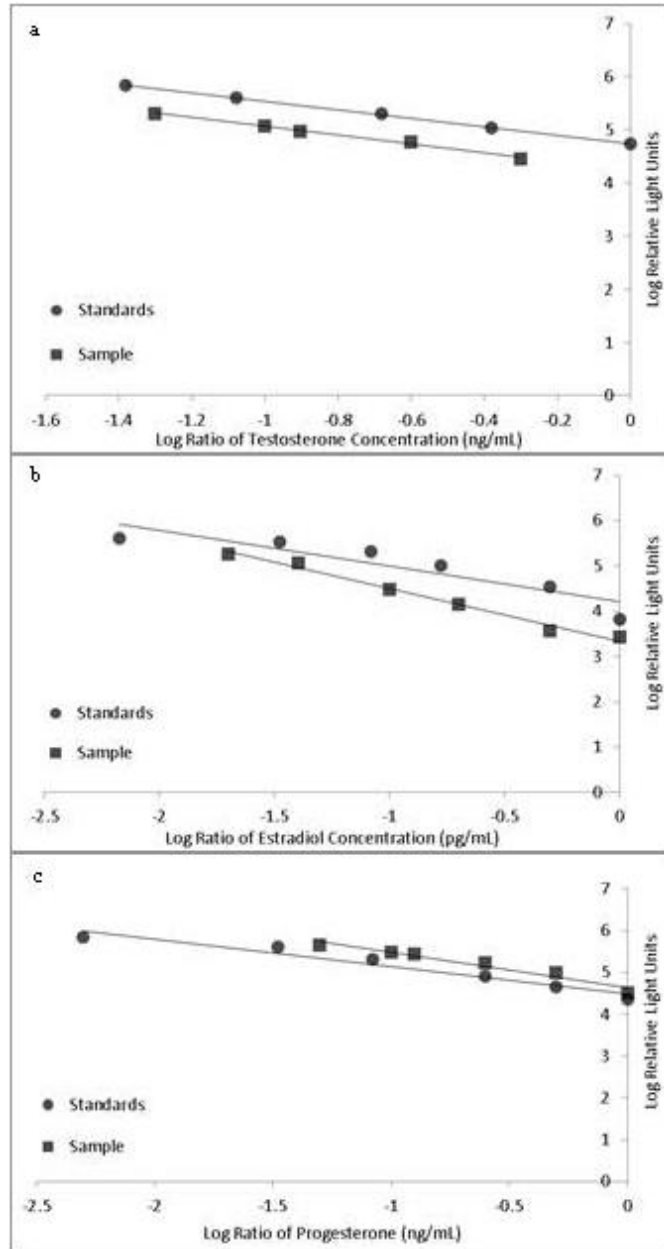 a
7
6
5
4
3
2
1
0
Log Relative Light Units
Standards
Sample
-1.6 -1.4 -1.2 -1 -0.8 -0.6 -0.4 -0.2 0
Log Ratio of Testosterone Concentration (ng/mL)
b
7
6
5
4
3
2
1
0
Log Relative Light Units
Standards
Sample
-2.5 -2 -1.5 -1 -0.5 0
Log Ratio of Estradiol Concentration (pg/mL)
c
7
6
5
4
3
2
1
0
Log Relative Light Units
Standards
Sample
-2.5 -2 -1.5 -1 -0.5 0
Log Ratio of Progesterone (ng/mL)